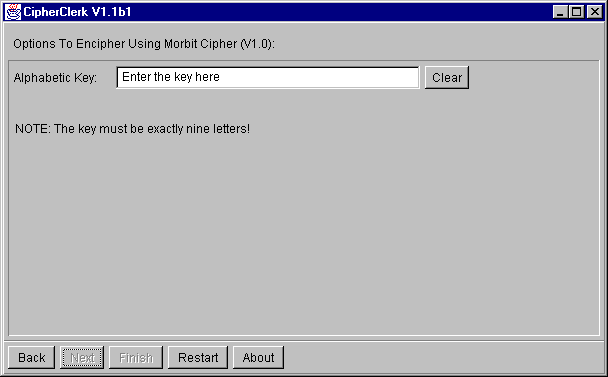 CipherClerk V1.1b1
Options To Encipher Using Morbit Cipher (V1.0):
Alphabetic Key: Enter the key here Clear
NOTE: The key must be exactly nine letters!
Back Next Finish Restart About